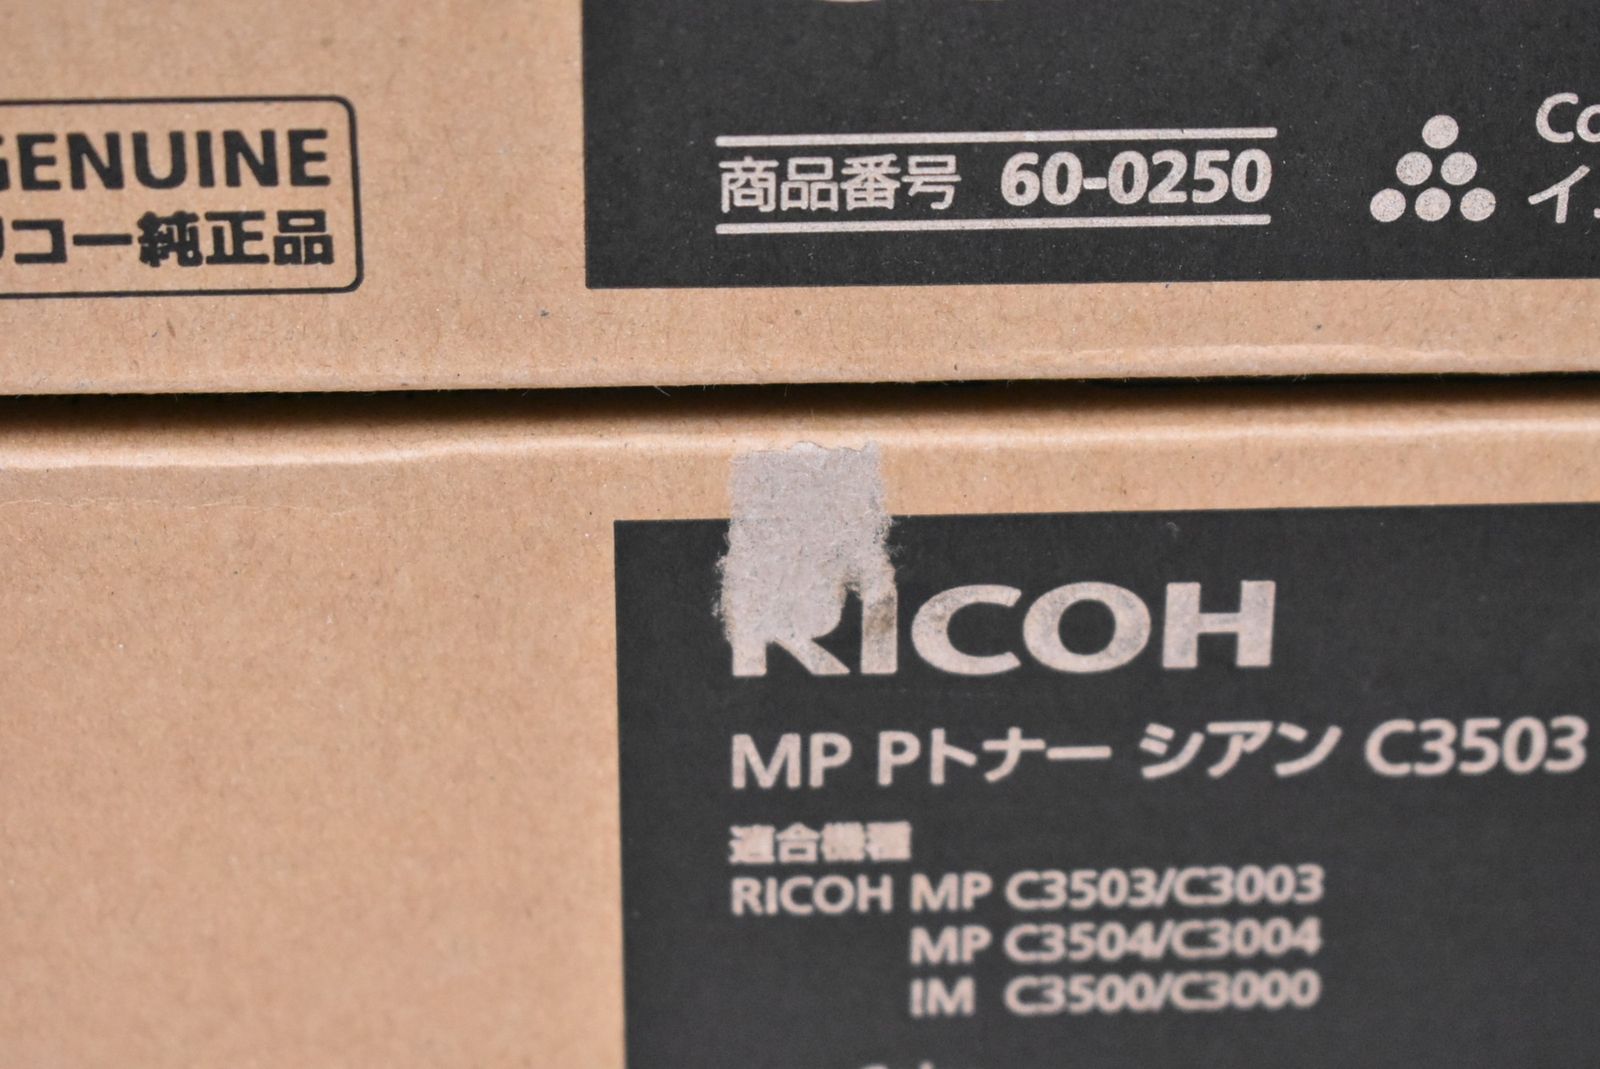 GENUINE
リコー純正品
商品番号 60-0250
RICOH
MP Pトナー シアン C3503
適合機種
RICOH MP C3503/C3003
MP C3504/C3004
IM C3500/C3000